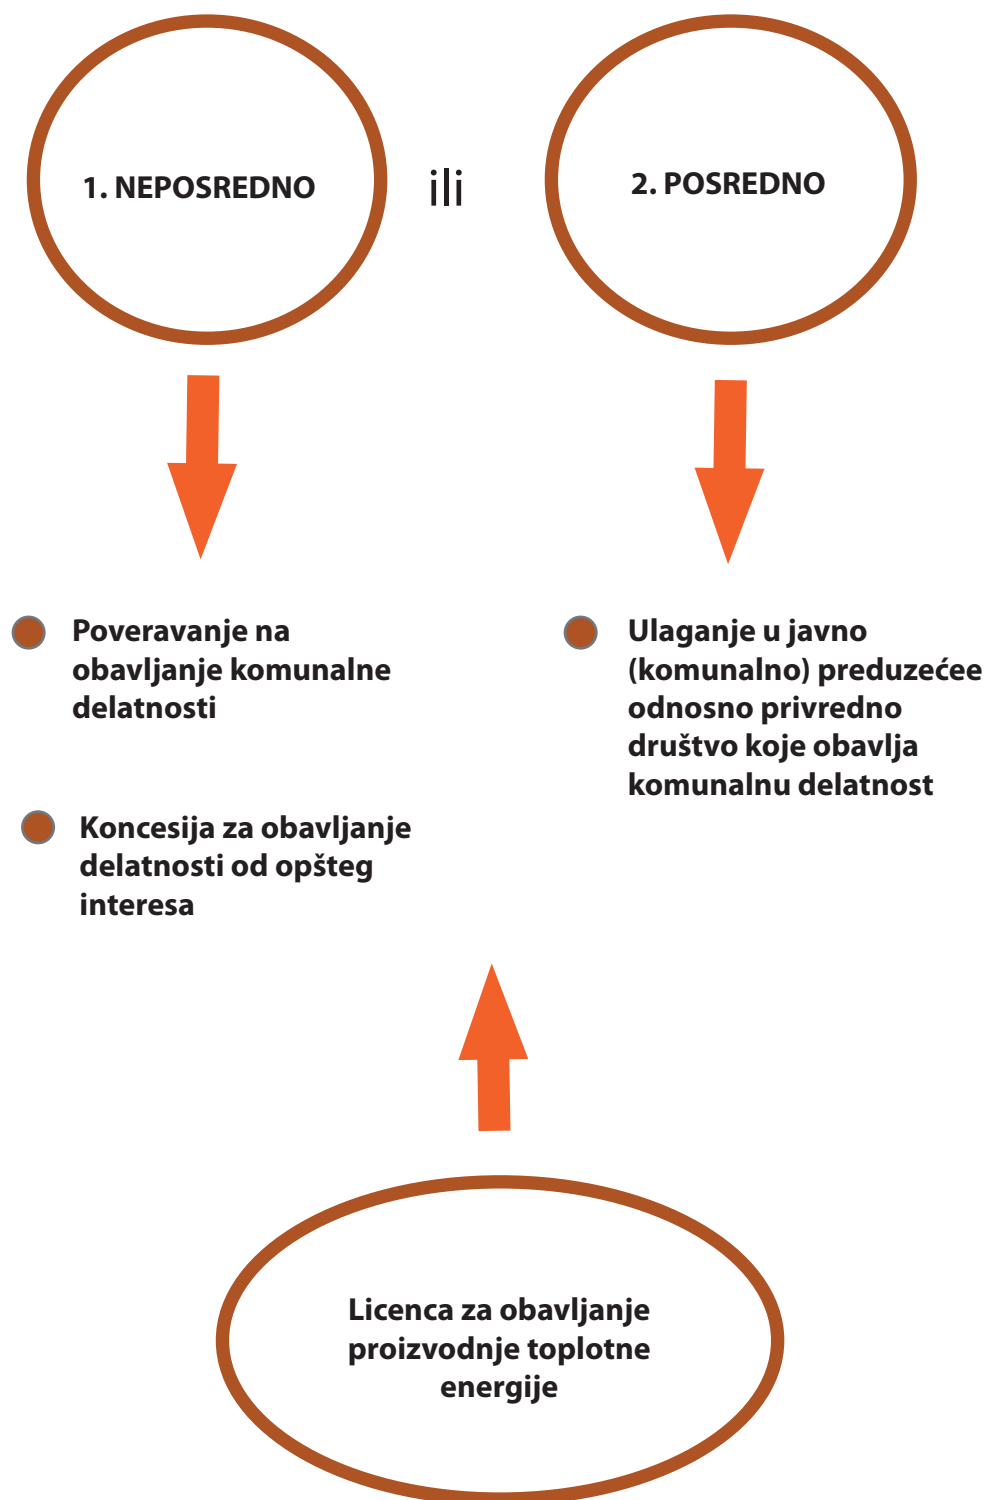 1. NEPOSREDNO
ili
2. POSREDNO
Poveravanje na
obavljanje komunalne
delatnosti
Koncesija za obavljanje
delatnosti od opšteg
interesa
Ulaganje u javno
(komunalno) preduzećee
odnosno privredno
društvo koje obavlja
komunalnu delatnost
Licenca za obavljanje
proizvodnje toplotne
energije